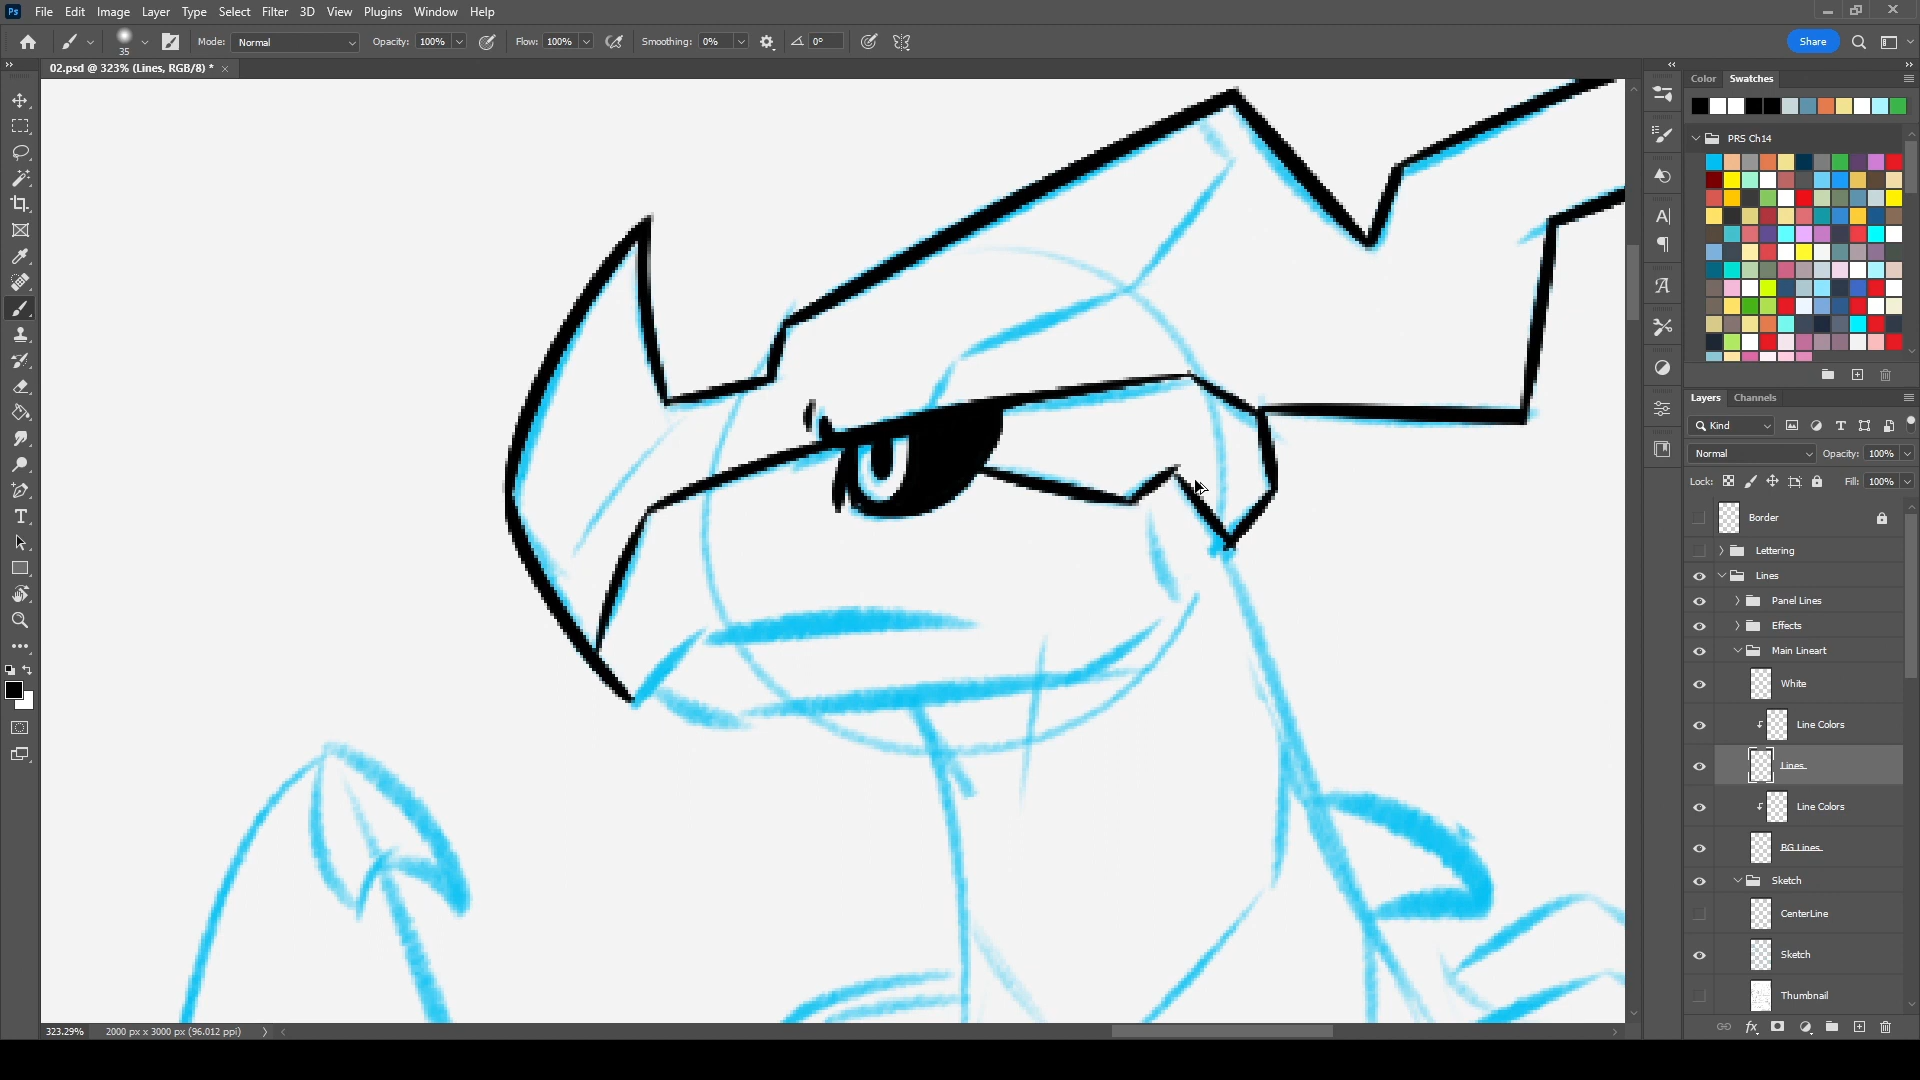 Ps File Edit Image Layer Type Select Filter 3D View Plugins Window Help
35 Mode: Normal Opacity: 100% Flow: 100% Smoothing: 0% 0° Share
02.psd @ 323% (Lines, RGB/8) *
Color Swatches
PRS Ch14
Layers Channels
Kind
Normal Opacity: 100%
Lock: Fill: 100%
Border
Lettering
Lines
Panel Lines
Effects
Main Lineart
White
Line Colors
Lines
Line Colors
BG Lines
Sketch
CenterLine
Sketch
Thumbnail
323.29% 2000 px x 3000 px (96.012 ppi)